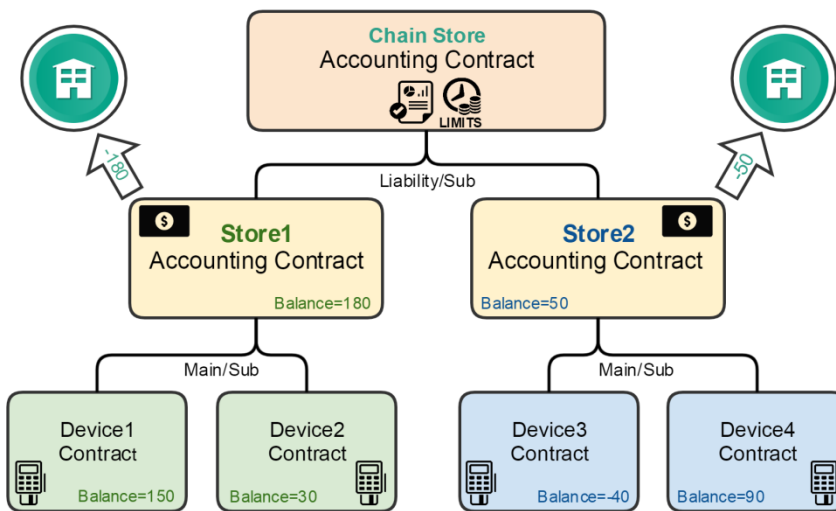 Chain Store
Accounting Contract
LIMITS
-180
-50
Liability/Sub
$
Store1
Accounting Contract
Balance=180
$
Store2
Accounting Contract
Balance=50
Main/Sub
Main/Sub
Device1
Contract
Balance=150
Device2
Contract
Balance=30
Device3
Contract
Balance=-40
Device4
Contract
Balance=90